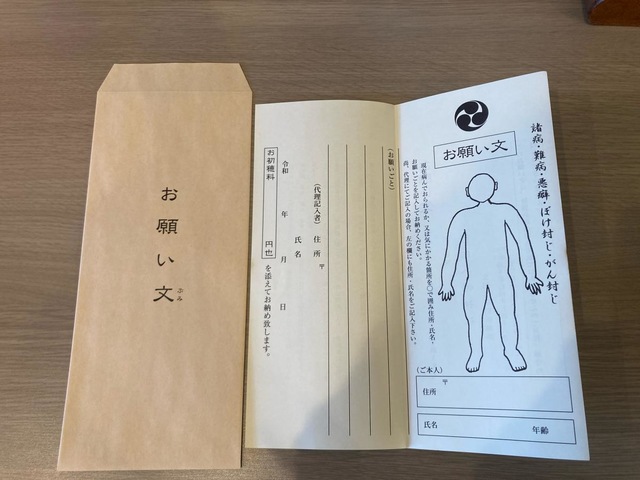 お願い文
ぶみ
諸病・難病・悪癖・ぼけ封じ・がん封じ
お願い文
現在病んでおられるか、又は気にかかる箇所を○で囲み住所・氏名・
お願いごとを記入してお納めください。
尚、代理にてご記入の場合、左の欄にも住所・氏名をご記入下さい。
(ご本人)
〒
住所
氏名 年齢
(お願いごと)
(代理記入者) 住所 〒
氏名
令和 年 月 日
お初穂料 円也 を添えてお納め致します。